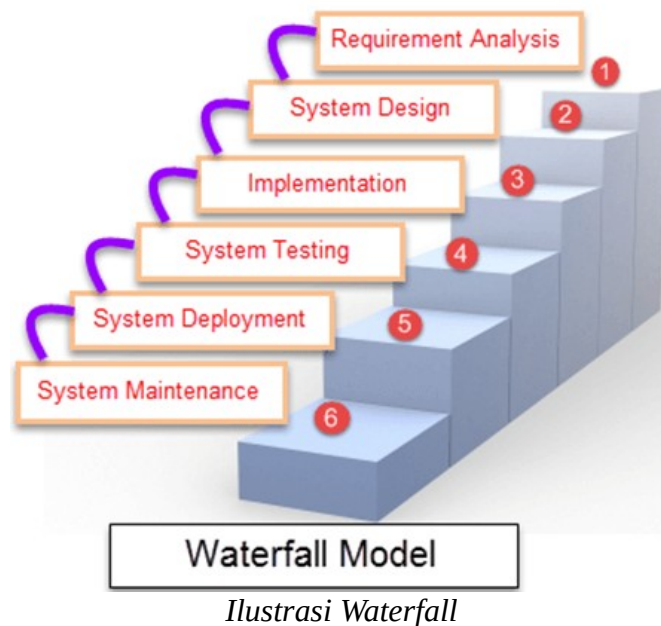 Requirement Analysis
1
System Design
2
Implementation
3
System Testing
4
System Deployment
5
System Maintenance
6
Waterfall Model
Ilustrasi Waterfall